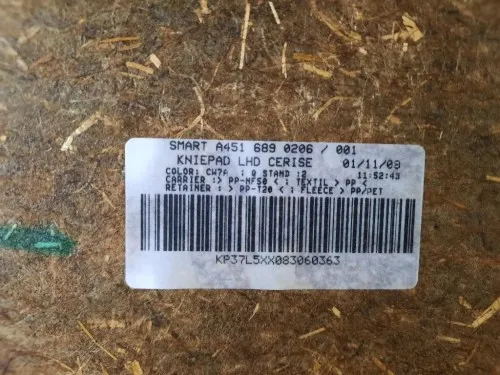 SMART A451 689 0206 / 001
KNIEPAD LHD CERISE 01/11/08
COLOR: CW7A ; 9 STAND :2 11:52:43
CARRIER :> PP-NF50 < ; TEXTIL > PP <
RETAINER : > PP-T20 < ; FLEECE > PP/PET
KP37L5XX083060363